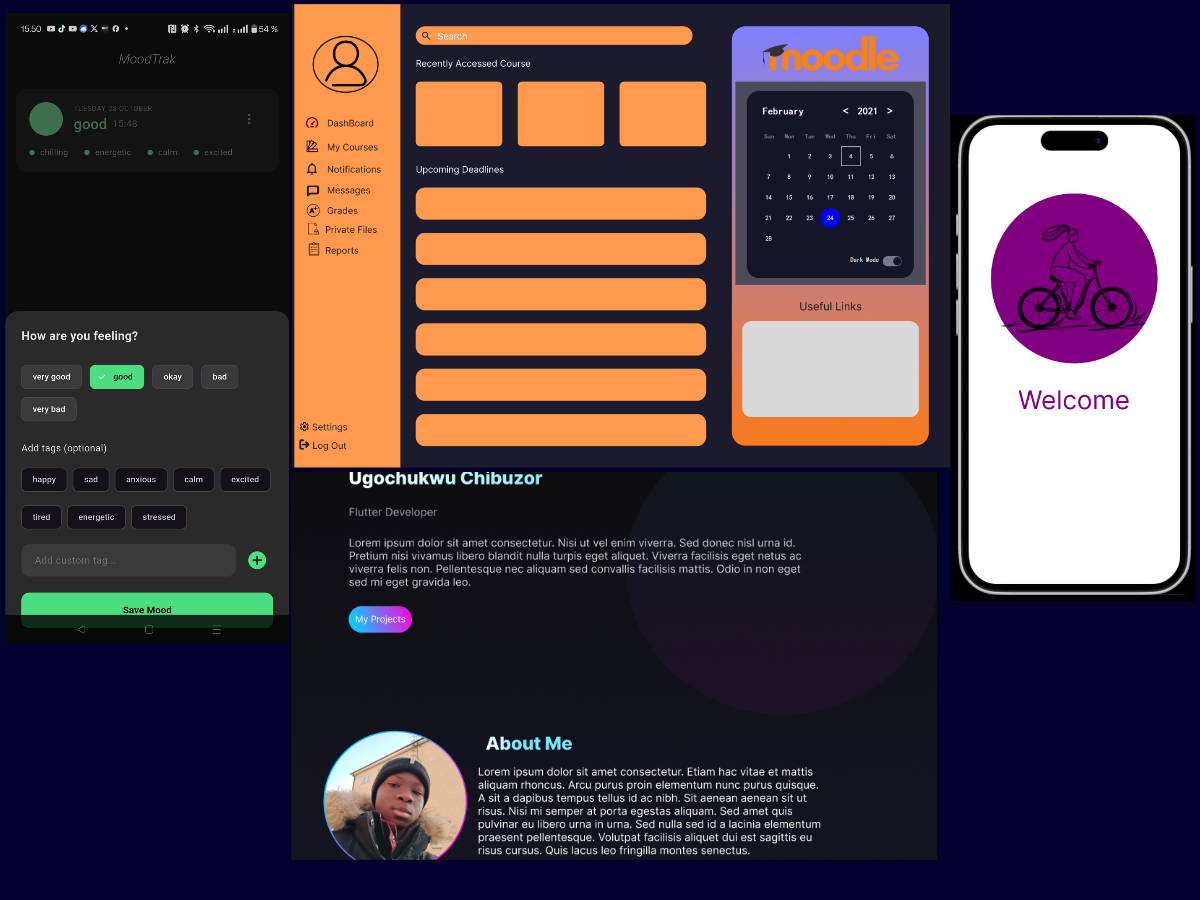 15.50
54 %
MoodTrak
TUESDAY, 28 OCTOBER
good 15:48
chilling energetic calm excited
How are you feeling?
very good good okay bad
very bad
Add tags (optional)
happy sad anxious calm excited
tired energetic stressed
Add custom tag...
Save Mood
DashBoard
My Courses
Notifications
Messages
Grades
Private Files
Reports
Settings
Log Out
Search
Recently Accessed Course
Upcoming Deadlines
moodle
February < 2021 >
Sun Mon Tue Wed Thu Fri Sat
1 2 3 4 5 6
7 8 9 10 11 12 13
14 15 16 17 18 19 20
21 22 23 24 25 26 27
28
Dark Mode
Useful Links
Welcome
Ugochukwu Chibuzor
Flutter Developer
Lorem ipsum dolor sit amet consectetur. Nisi ut vel enim viverra. Sed donec nisl urna id.
Pretium nisi vivamus libero blandit nulla turpis eget aliquet. Viverra facilisis eget netus ac
viverra felis non. Pellentesque nec aliquam sed convallis facilisis mattis. Odio in non eget
sed mi eget gravida leo.
My Projects
About Me
Lorem ipsum dolor sit amet consectetur. Etiam hac vitae et mattis
aliquam rhoncus. Arcu purus proin elementum nunc purus quisque.
A sit a dapibus tempus tellus id ac nibh. Sit aenean aenean sit ut
risus. Nisi mi semper at porta egestas aliquam. Sed amet quis
pulvinar eu libero urna in urna. Sed nulla sed id a lacinia elementum
praesent pellentesque. Volutpat facilisis aliquet dui est sagittis eu
risus cursus. Quis lacus leo fringilla montes senectus.